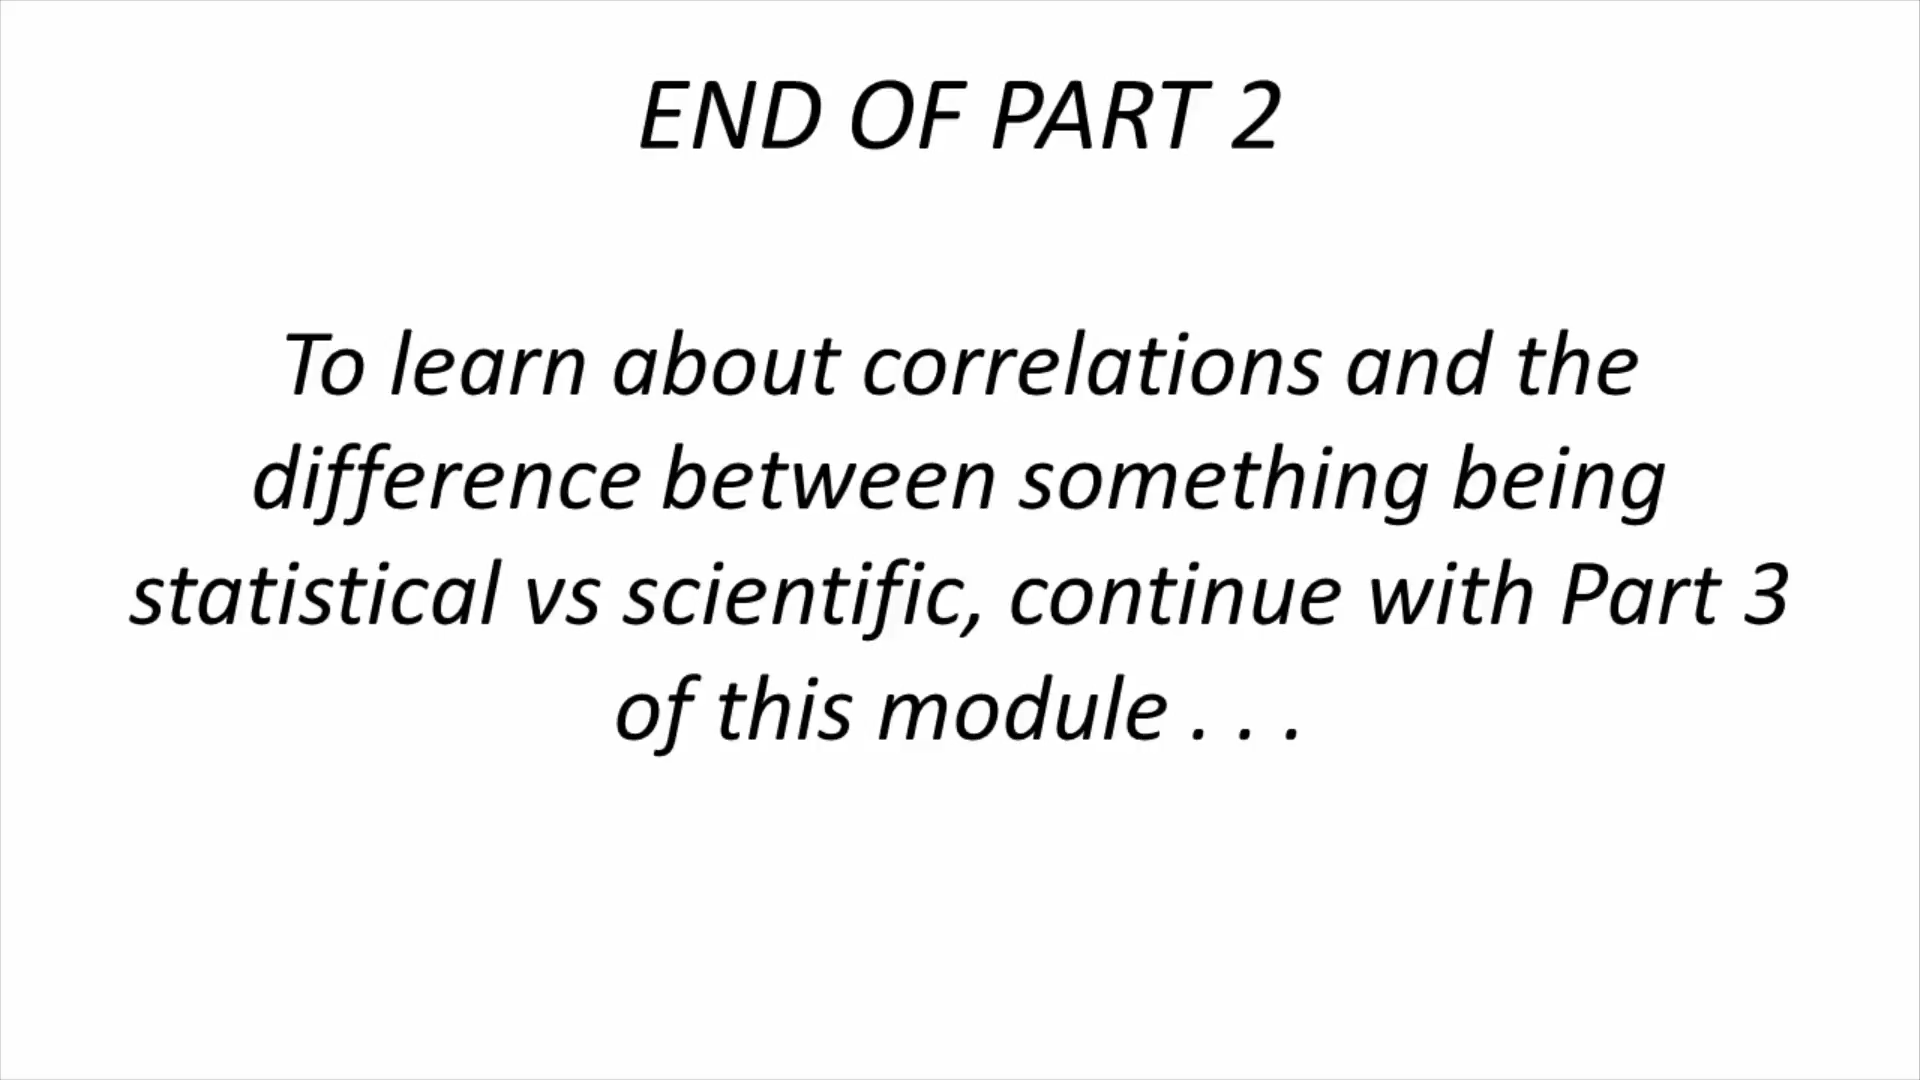 END OF PART 2
To learn about correlations and the
difference between something being
statistical vs scientific, continue with Part 3
of this module . . .